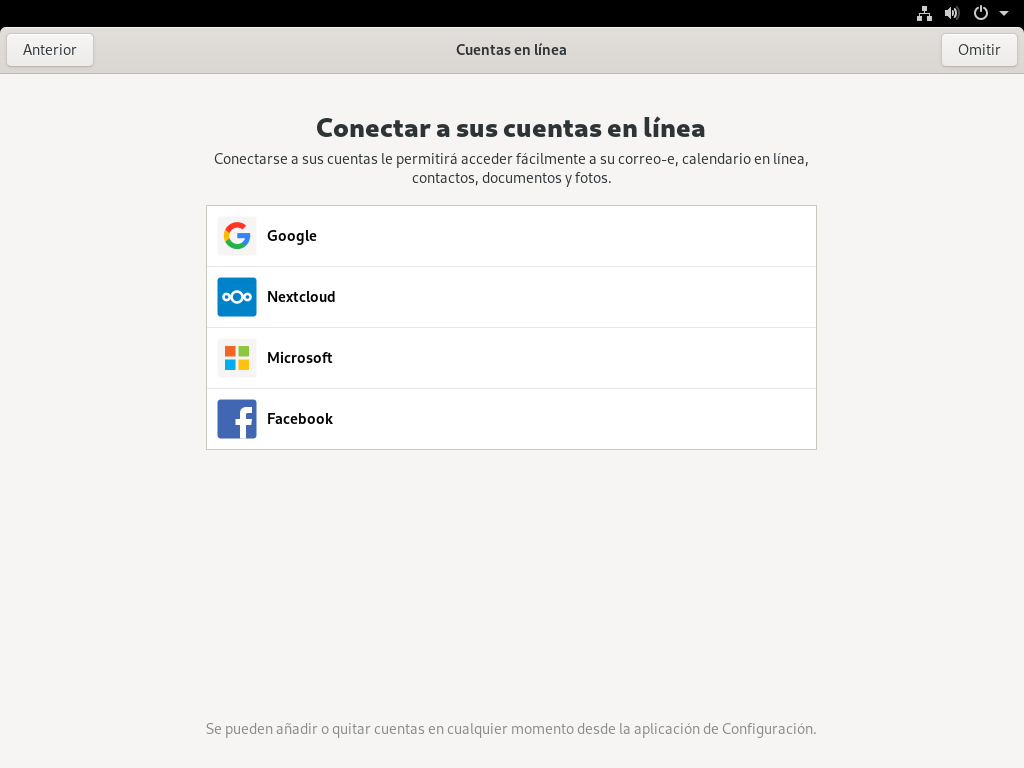 Anterior
Cuentas en línea
Omitir
Conectar a sus cuentas en línea
Conectarse a sus cuentas le permitirá acceder fácilmente a su correo-e, calendario en línea,
contactos, documentos y fotos.
Google
Nextcloud
Microsoft
Facebook
Se pueden añadir o quitar cuentas en cualquier momento desde la aplicación de Configuración.